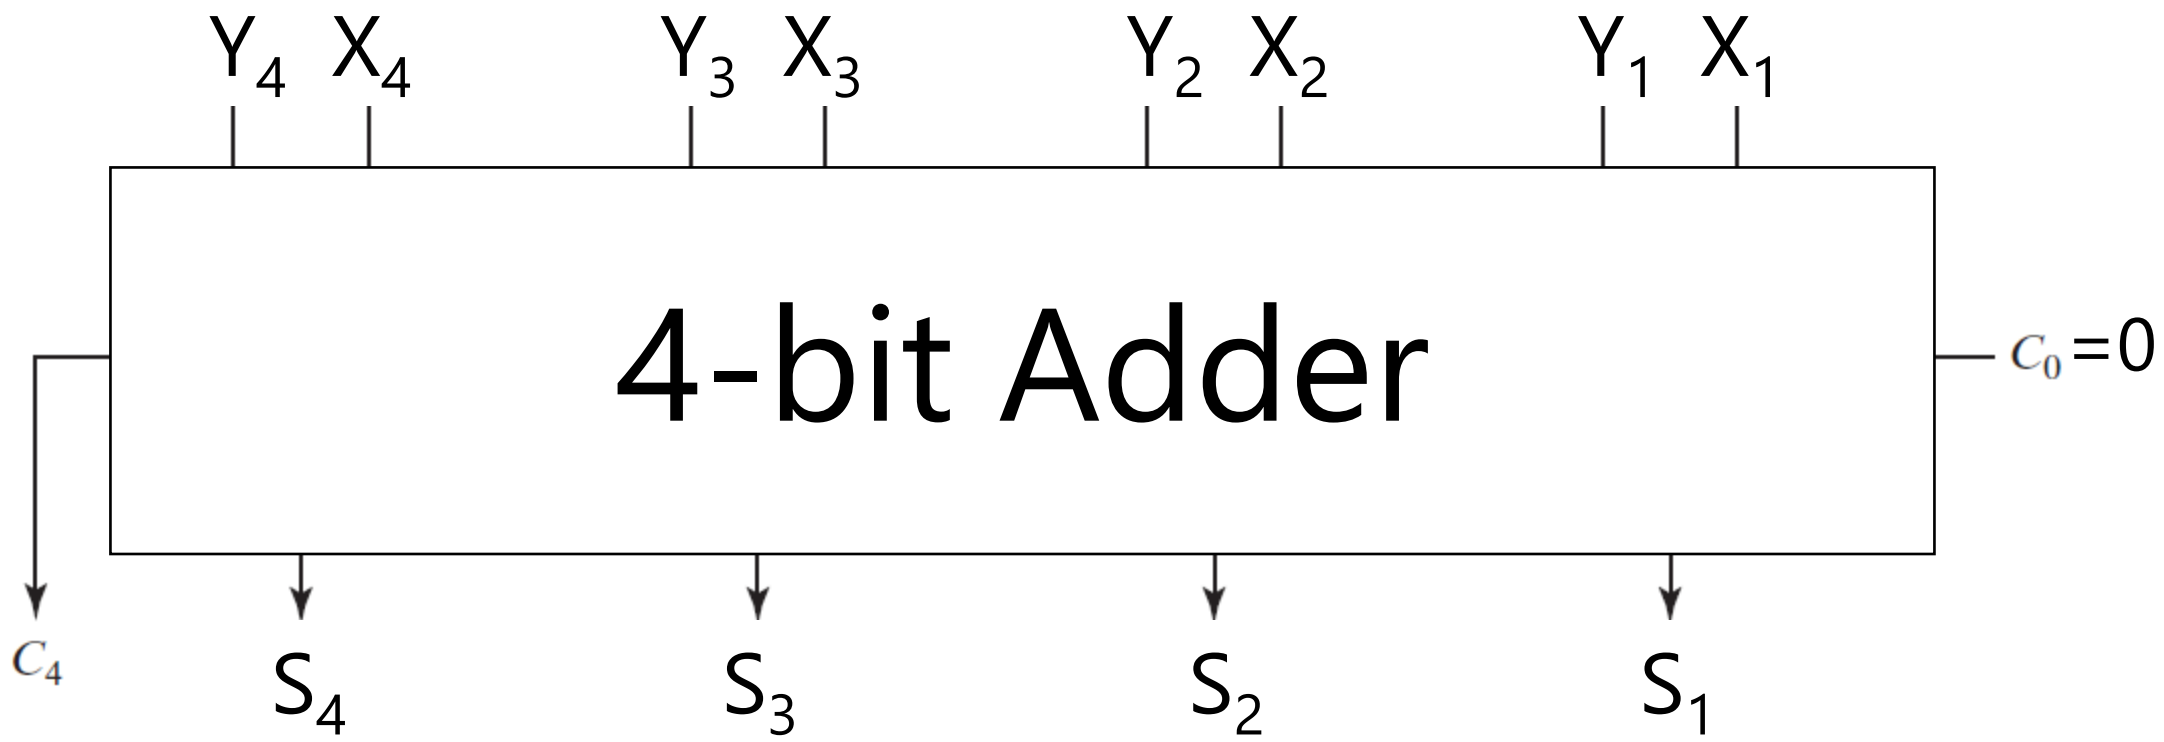 Y₄ X₄ Y₃ X₃ Y₂ X₂ Y₁ X₁
4-bit Adder
C₀ =0
C₄
S₄ S₃ S₂ S₁